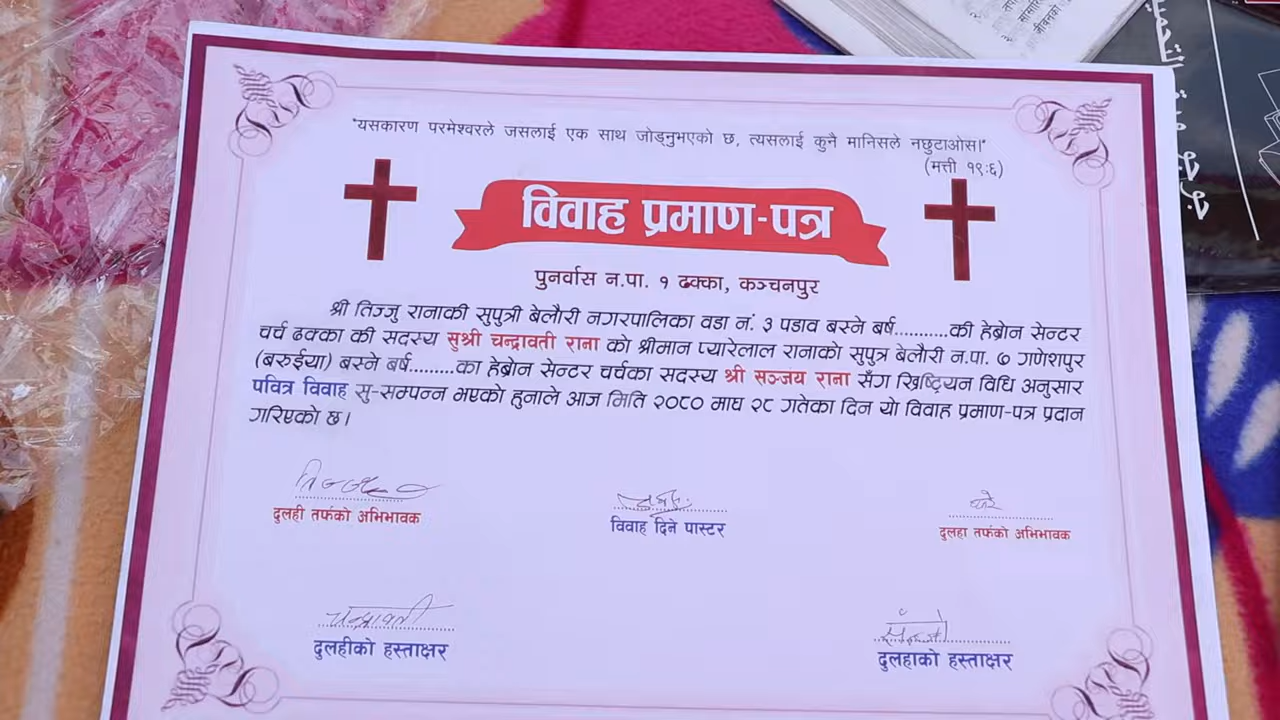 "यसकारण परमेश्वरले जसलाई एक साथ जोड्नुभएको छ, त्यसलाई कुनै मानिसले नछुटाओस।"
(मत्ती १९:६)
विवाह प्रमाण-पत्र
पुनर्वास न.पा. १ ढक्का, कञ्चनपुर
श्री तिज्जु रानाकी सुपुत्री बेलौरी नगरपालिका वडा नं. ३ पडाव बस्ने बर्ष...........की हेब्रोन सेन्टर
चर्च ढक्का की सदस्य सुश्री चन्द्रावती राना को श्रीमान प्यारेलाल रानाको सुपुत्र बेलौरी न.पा. ७ गणेशपुर
(बरुईया) बस्ने बर्ष.........का हेब्रोन सेन्टर चर्चका सदस्य श्री सञ्जय राना सँग ख्रिष्ट्रियन विधि अनुसार
पवित्र विवाह सु-सम्पन्न भएको हुनाले आज मिति २०८० माघ २८ गतेका दिन यो विवाह प्रमाण-पत्र प्रदान
गरिएको छ।
दुलही तर्फको अभिभावक
विवाह दिने पास्टर
दुलहा तर्फको अभिभावक
चन्द्रावती
दुलहीको हस्ताक्षर
दुलहाको हस्ताक्षर